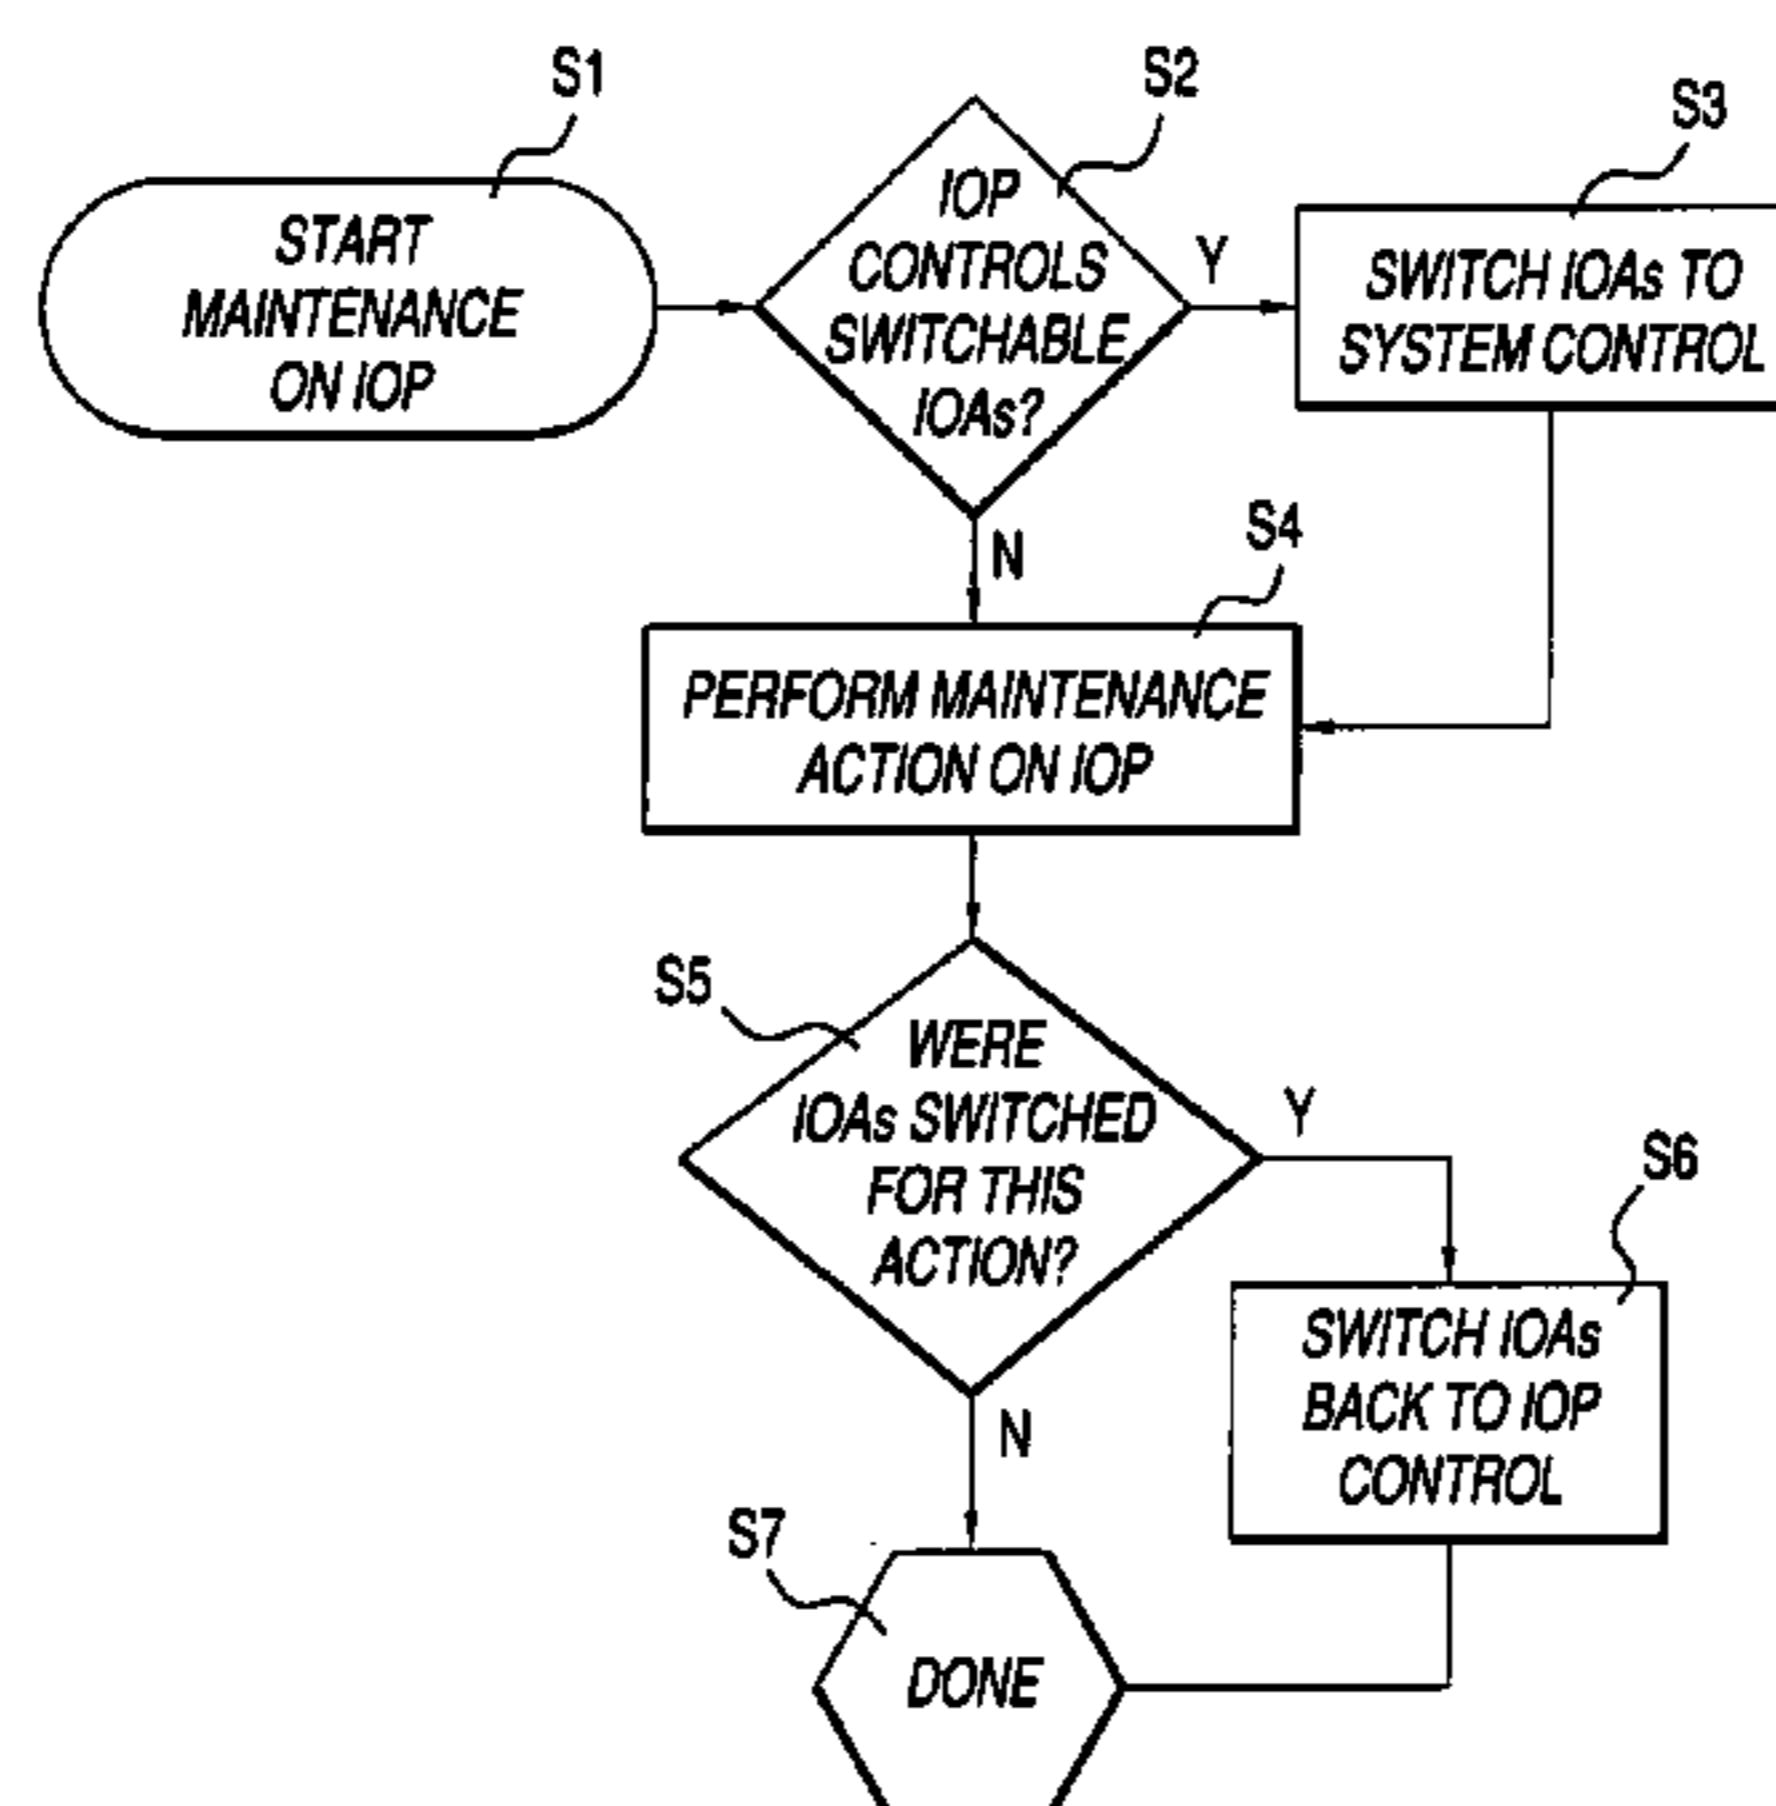 S1
START
MAINTENANCE
ON IOP
S2
IOP
CONTROLS
SWITCHABLE
IOAs?
Y
N
S3
SWITCH IOAs TO
SYSTEM CONTROL
S4
PERFORM MAINTENANCE
ACTION ON IOP
S5
WERE
IOAs SWITCHED
FOR THIS
ACTION?
Y
N
S6
SWITCH IOAs
BACK TO IOP
CONTROL
S7
DONE